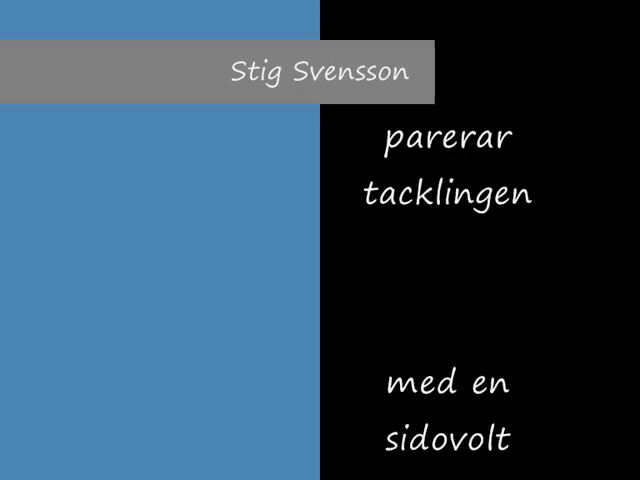 Stig Svensson
parerar
tacklingen
med en
sidovolt